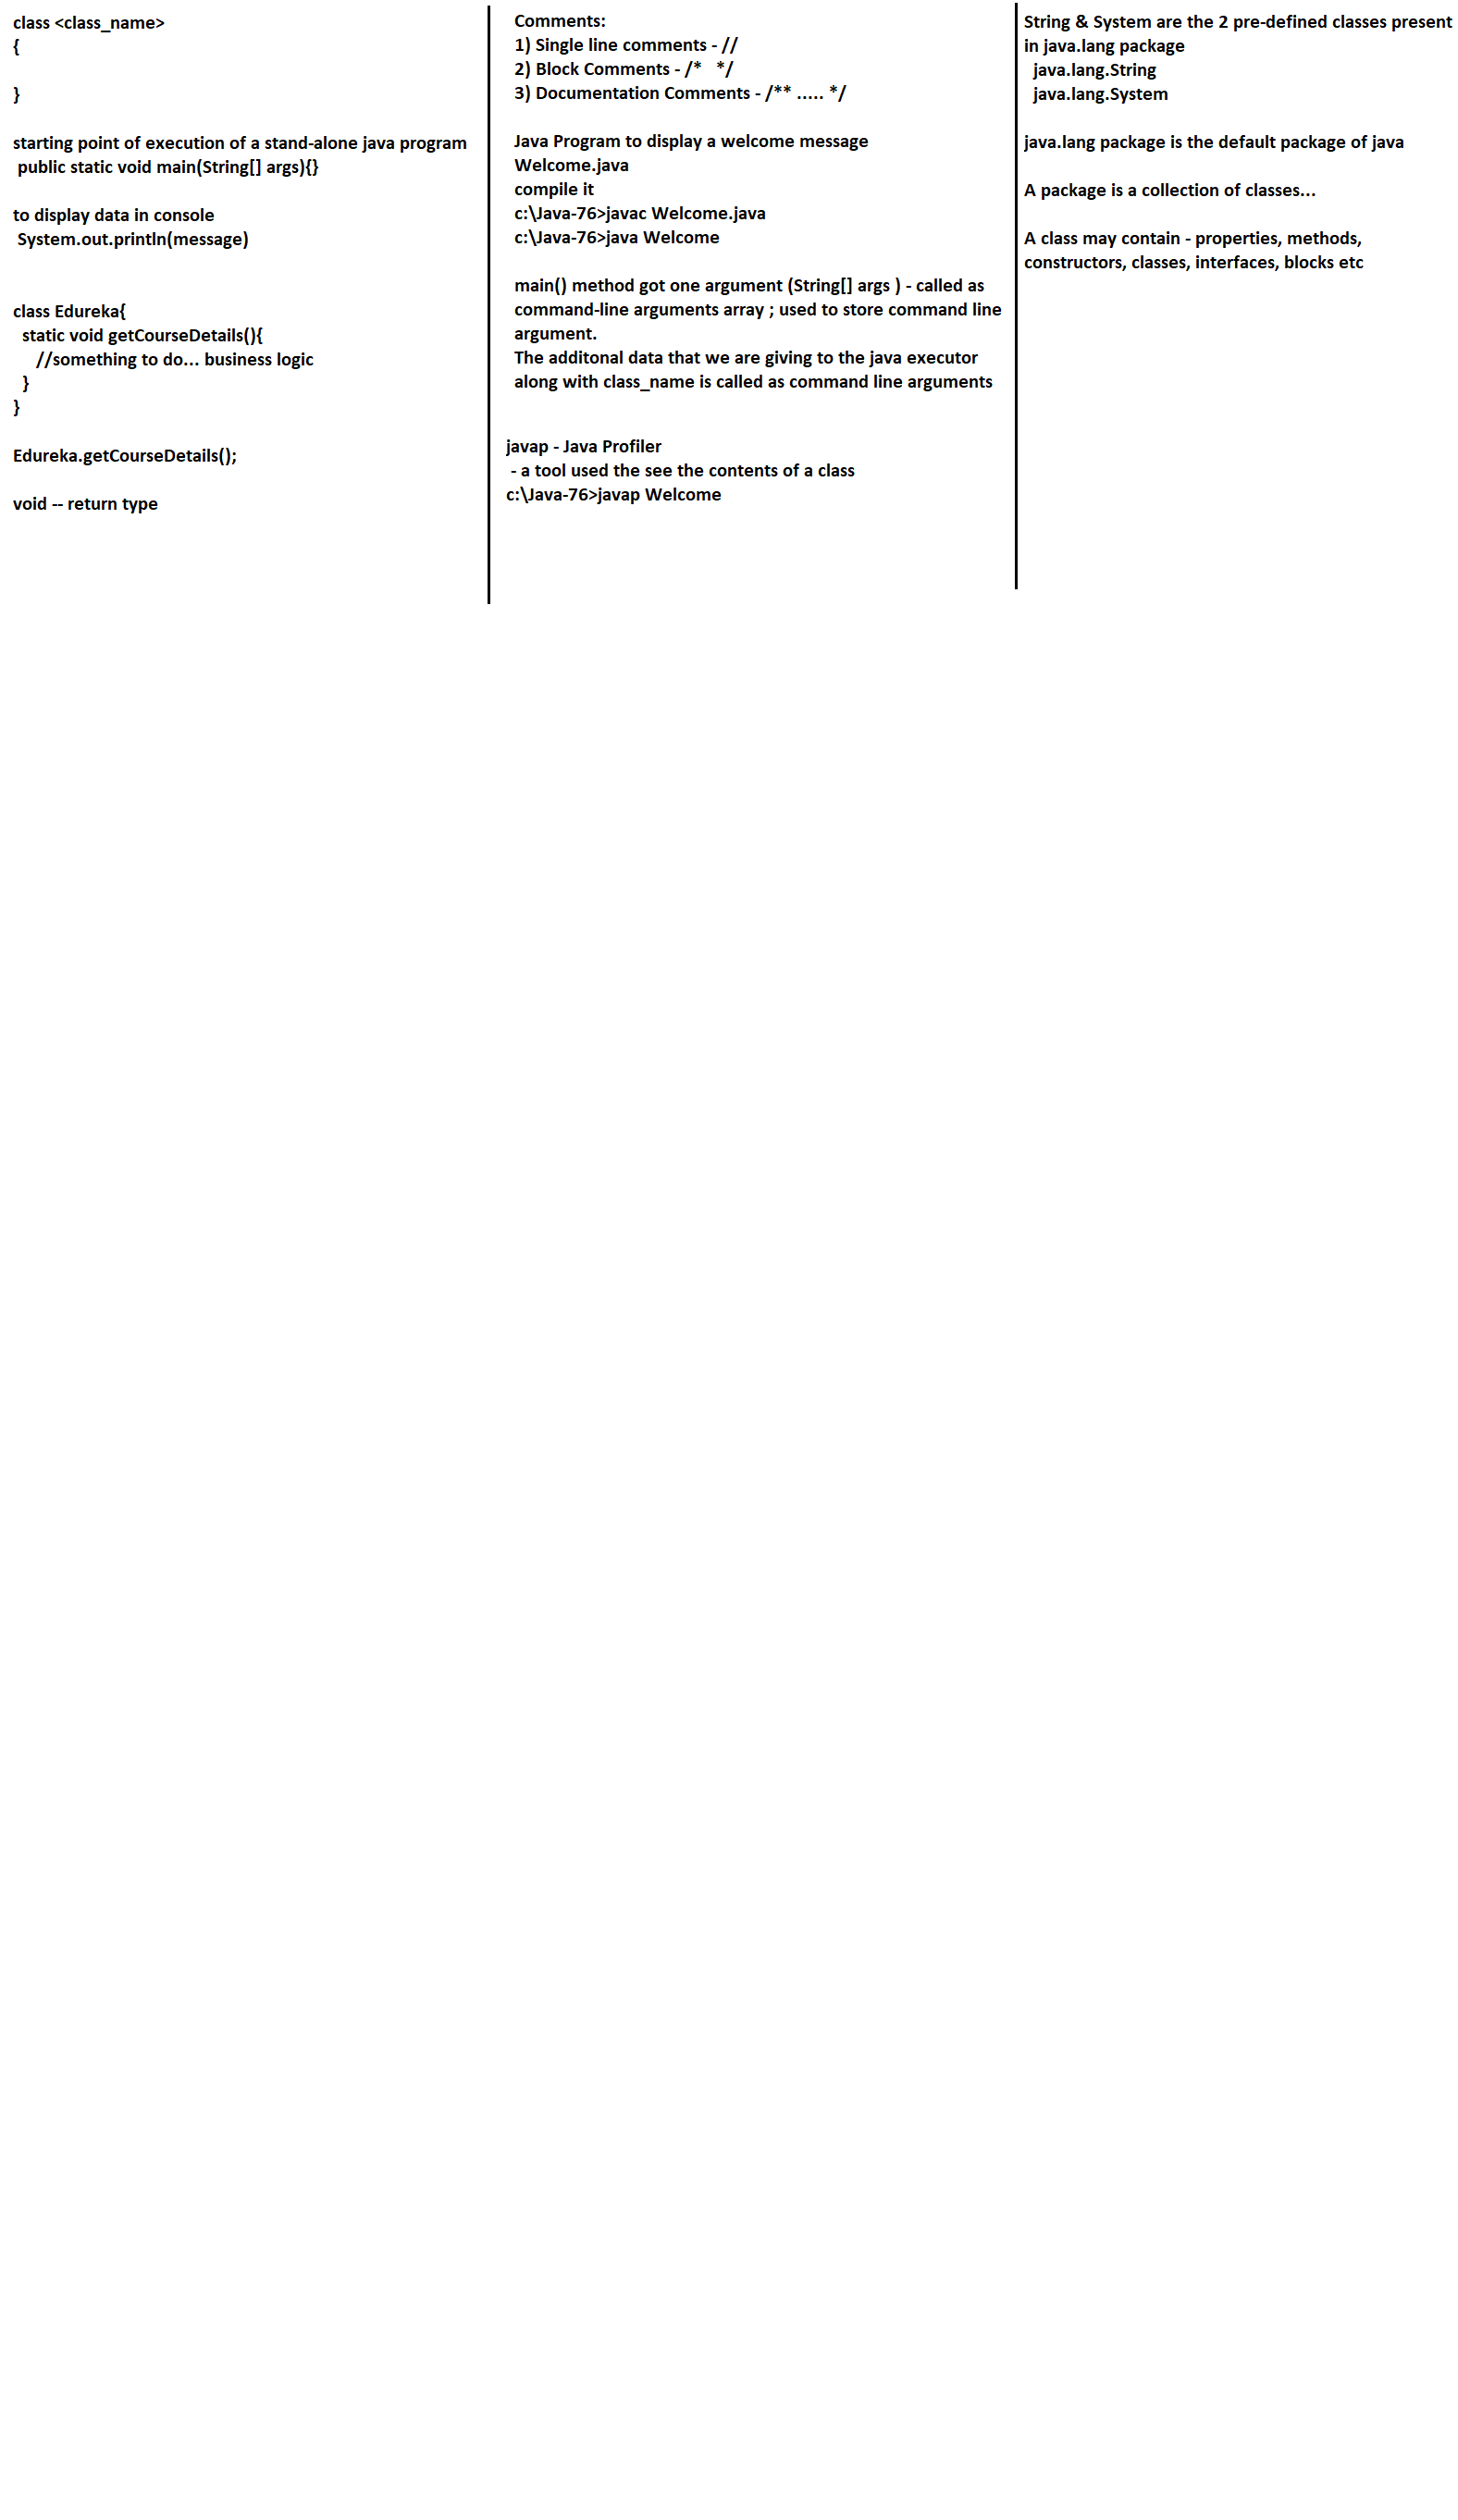 class <class_name>
{
}
starting point of execution of a stand-alone java program
public static void main(String[] args){}
to display data in console
System.out.println(message)
class Edureka{
static void getCourseDetails(){
//something to do... business logic
}
}
Edureka.getCourseDetails();
void -- return type
Comments:
1) Single line comments - //
2) Block Comments - /*   */
3) Documentation Comments - /** ..... */
Java Program to display a welcome message
Welcome.java
compile it
c:\Java-76>javac Welcome.java
c:\Java-76>java Welcome
main() method got one argument (String[] args ) - called as
command-line arguments array ; used to store command line
argument.
The additonal data that we are giving to the java executor
along with class_name is called as command line arguments
javap - Java Profiler
- a tool used the see the contents of a class
c:\Java-76>javap Welcome
String & System are the 2 pre-defined classes present
in java.lang package
java.lang.String
java.lang.System
java.lang package is the default package of java
A package is a collection of classes...
A class may contain - properties, methods,
constructors, classes, interfaces, blocks etc